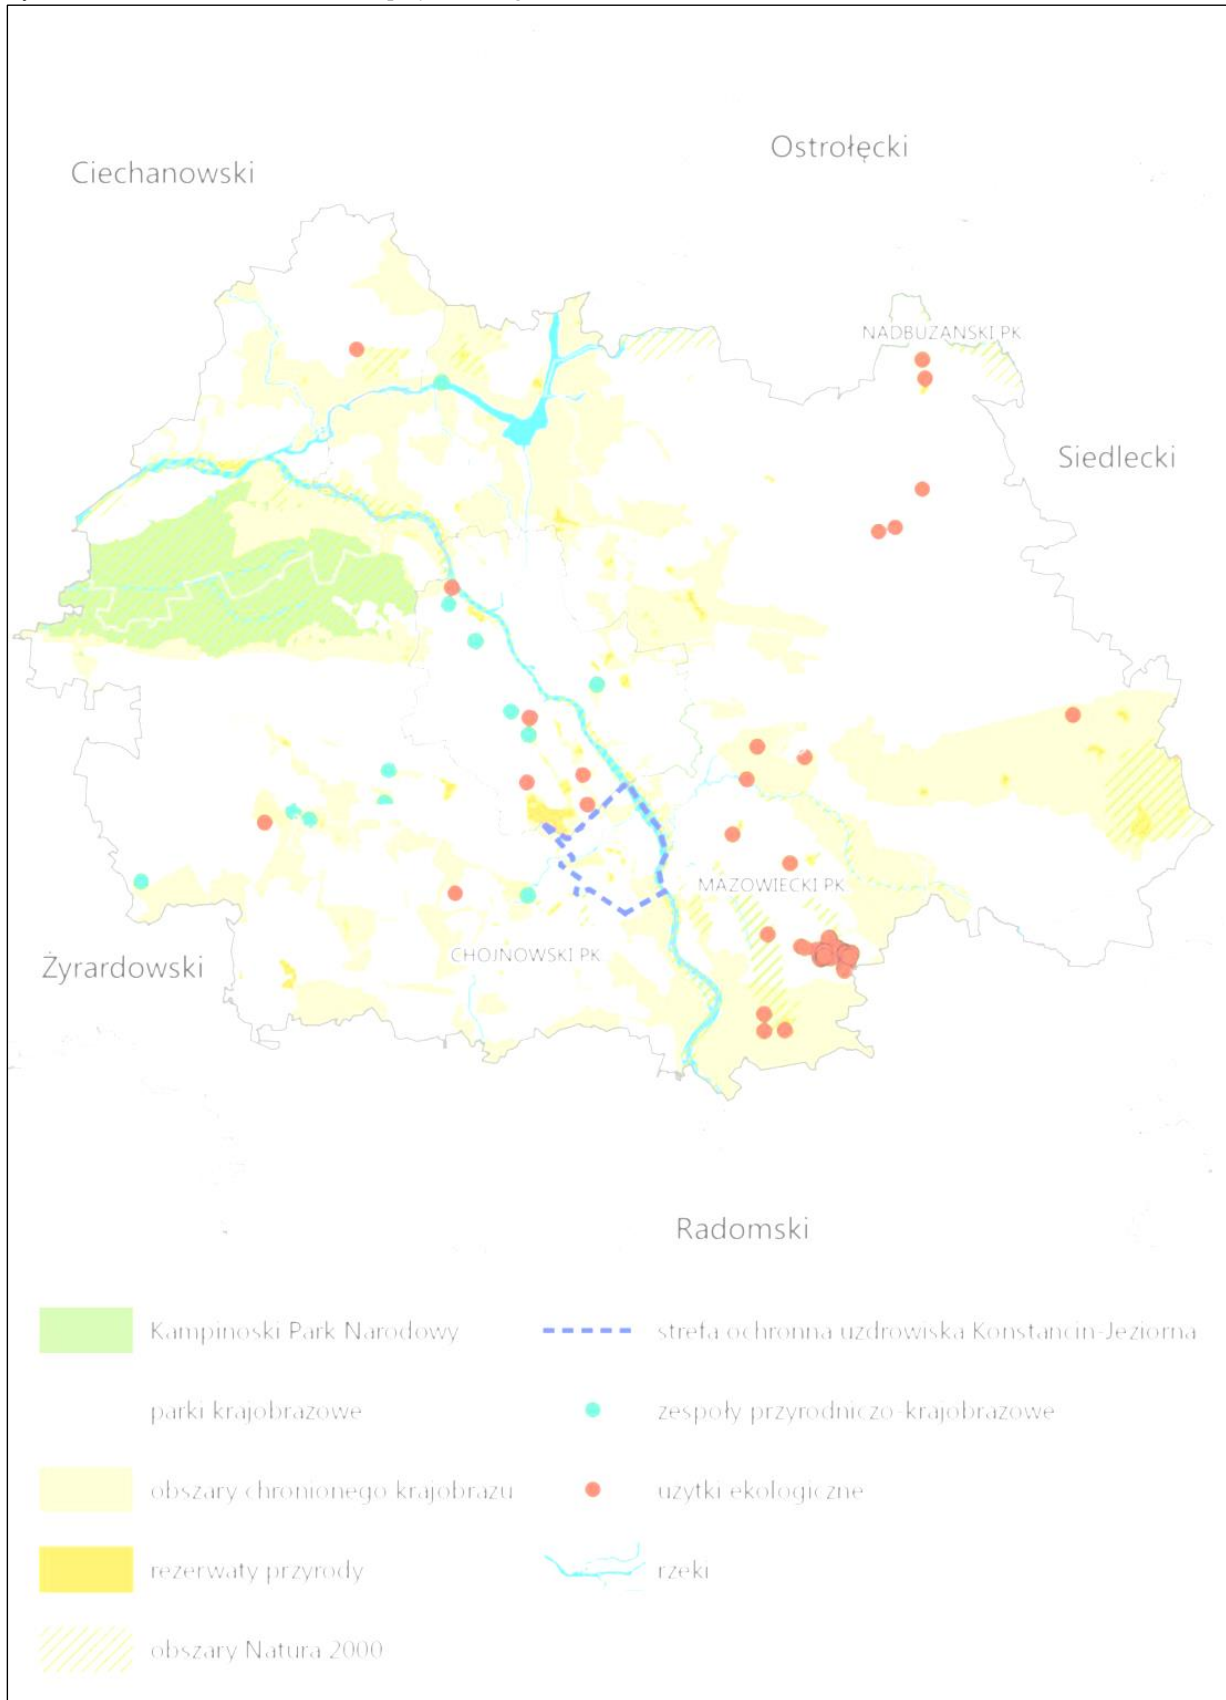 Ostrołęcki
Ciechanowski
NADBUŻAŃSKI PK
Siedlecki
MAZOWIECKI PK
CHOJNOWSKI PK
Żyrardowski
Radomski
Kampinoski Park Narodowy
strefa ochronna uzdrowiska Konstancin-Jeziorna
parki krajobrazowe
zespoły przyrodniczo-krajobrazowe
obszary chronionego krajobrazu
użytki ekologiczne
rezerwaty przyrody
rzeki
obszary Natura 2000